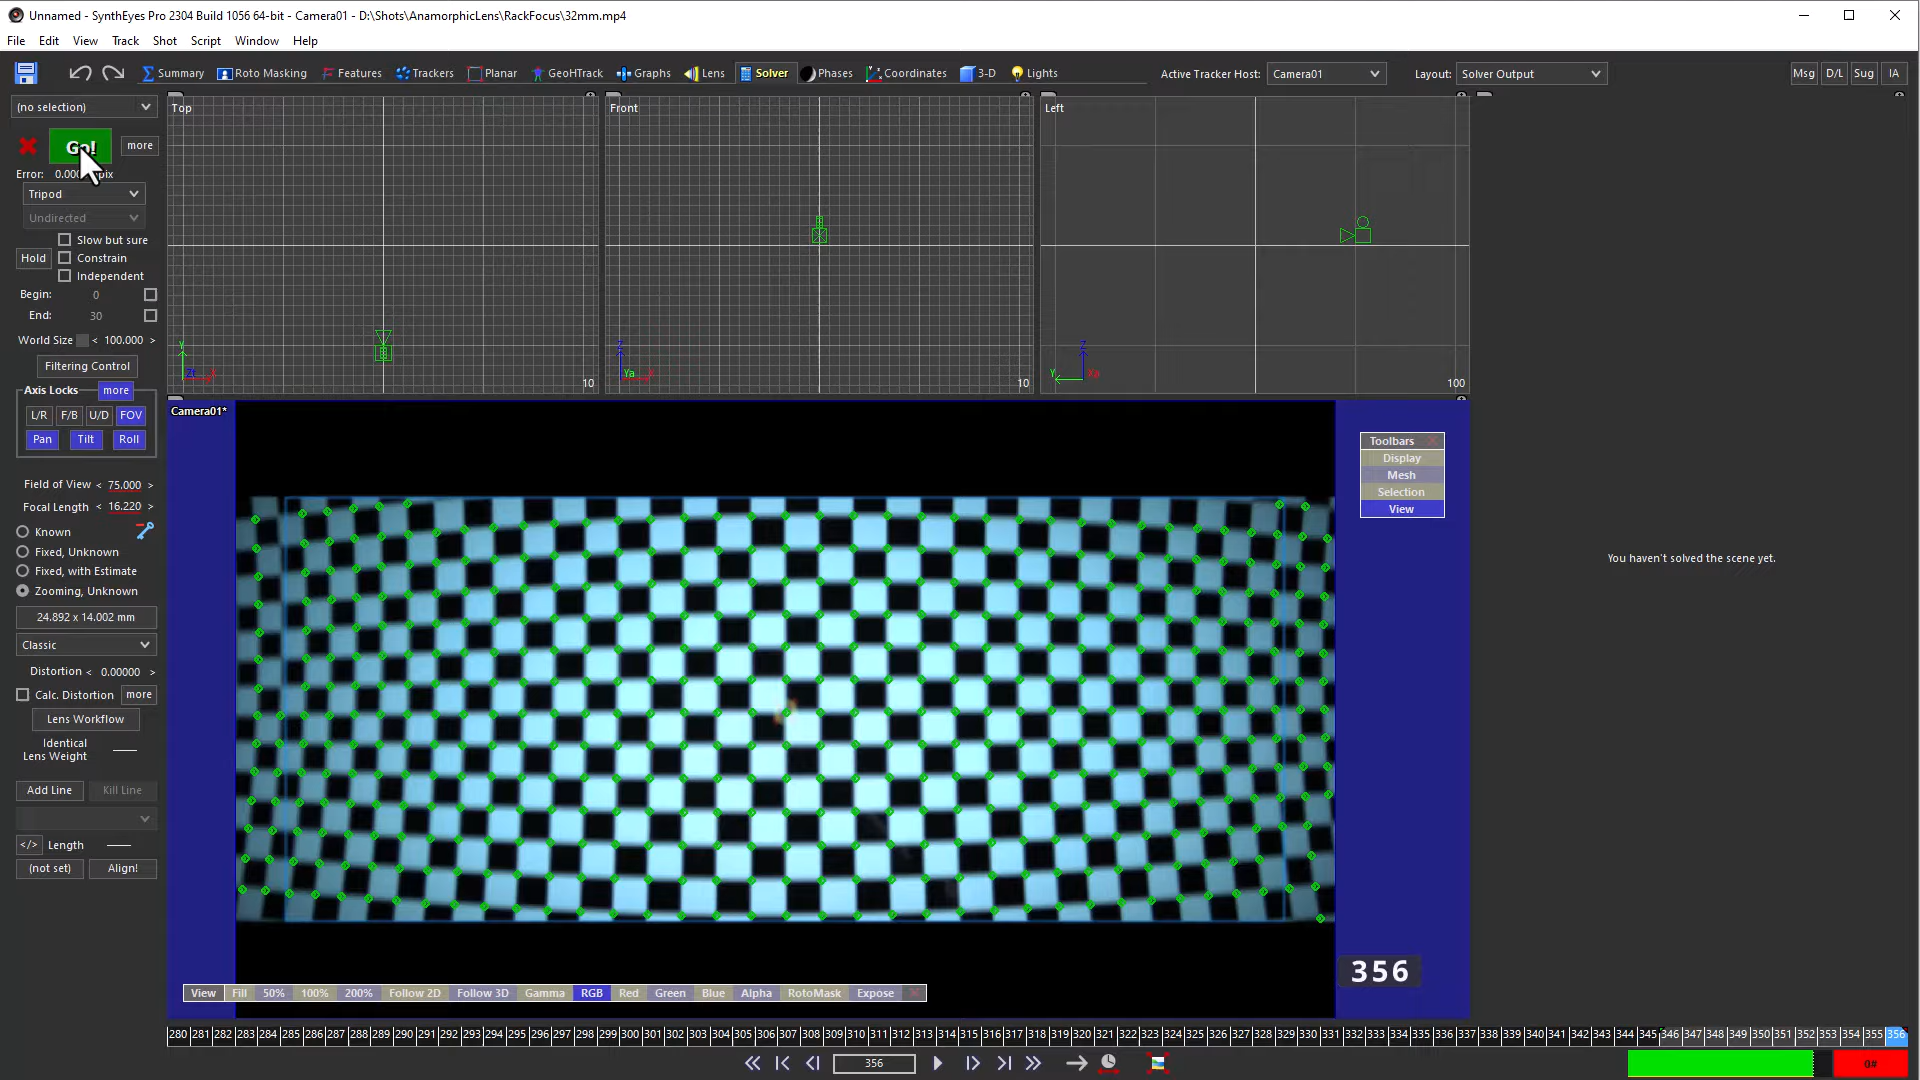 Unnamed - SynthEyes Pro 2304 Build 1056 64-bit - Camera01 - D:\Shots\AnamorphicLens\RackFocus\32mm.mp4
File Edit View Track Shot Script Window Help
Summary Roto Masking Features Trackers Planar GeoHTrack Graphs Lens Solver Phases Coordinates 3-D Lights Active Tracker Host: Camera01 Layout: Solver Output Msg D/L Sug IA
(no selection)
Go! more
Error: pix
Tripod
Undirected
Slow but sure
Hold Constrain
Independent
Begin: 0
End: 30
World Size < 100.000 >
Filtering Control
Axis Locks more
L/R F/B U/D FOV
Pan Tilt Roll
Field of View < 75.000 >
Focal Length < 16.220 >
Known
Fixed, Unknown
Fixed, with Estimate
Zooming, Unknown
24.892 x 14.002 mm
Classic
Distortion < 0.00000 >
Calc. Distortion more
Lens Workflow
Identical
Lens Weight
Add Line Kill Line
</> Length
(not set) Align!
Top
Y
Zt X
10
Front
Z
Ya X
10
Left
Z
Y Xa
100
Camera01*
Toolbars X
Display
Mesh
Selection
View
You haven't solved the scene yet.
356
View Fill 50% 100% 200% Follow 2D Follow 3D Gamma RGB Red Green Blue Alpha RotoMask Expose X
280 281 282 283 284 285 286 287 288 289 290 291 292 293 294 295 296 297 298 299 300 301 302 303 304 305 306 307 308 309 310 311 312 313 314 315 316 317 318 319 320 321 322 323 324 325 326 327 328 329 330 331 332 333 334 335 336 337 338 339 340 341 342 343 344 345 346 347 348 349 350 351 352 353 354 355 356
356
0#